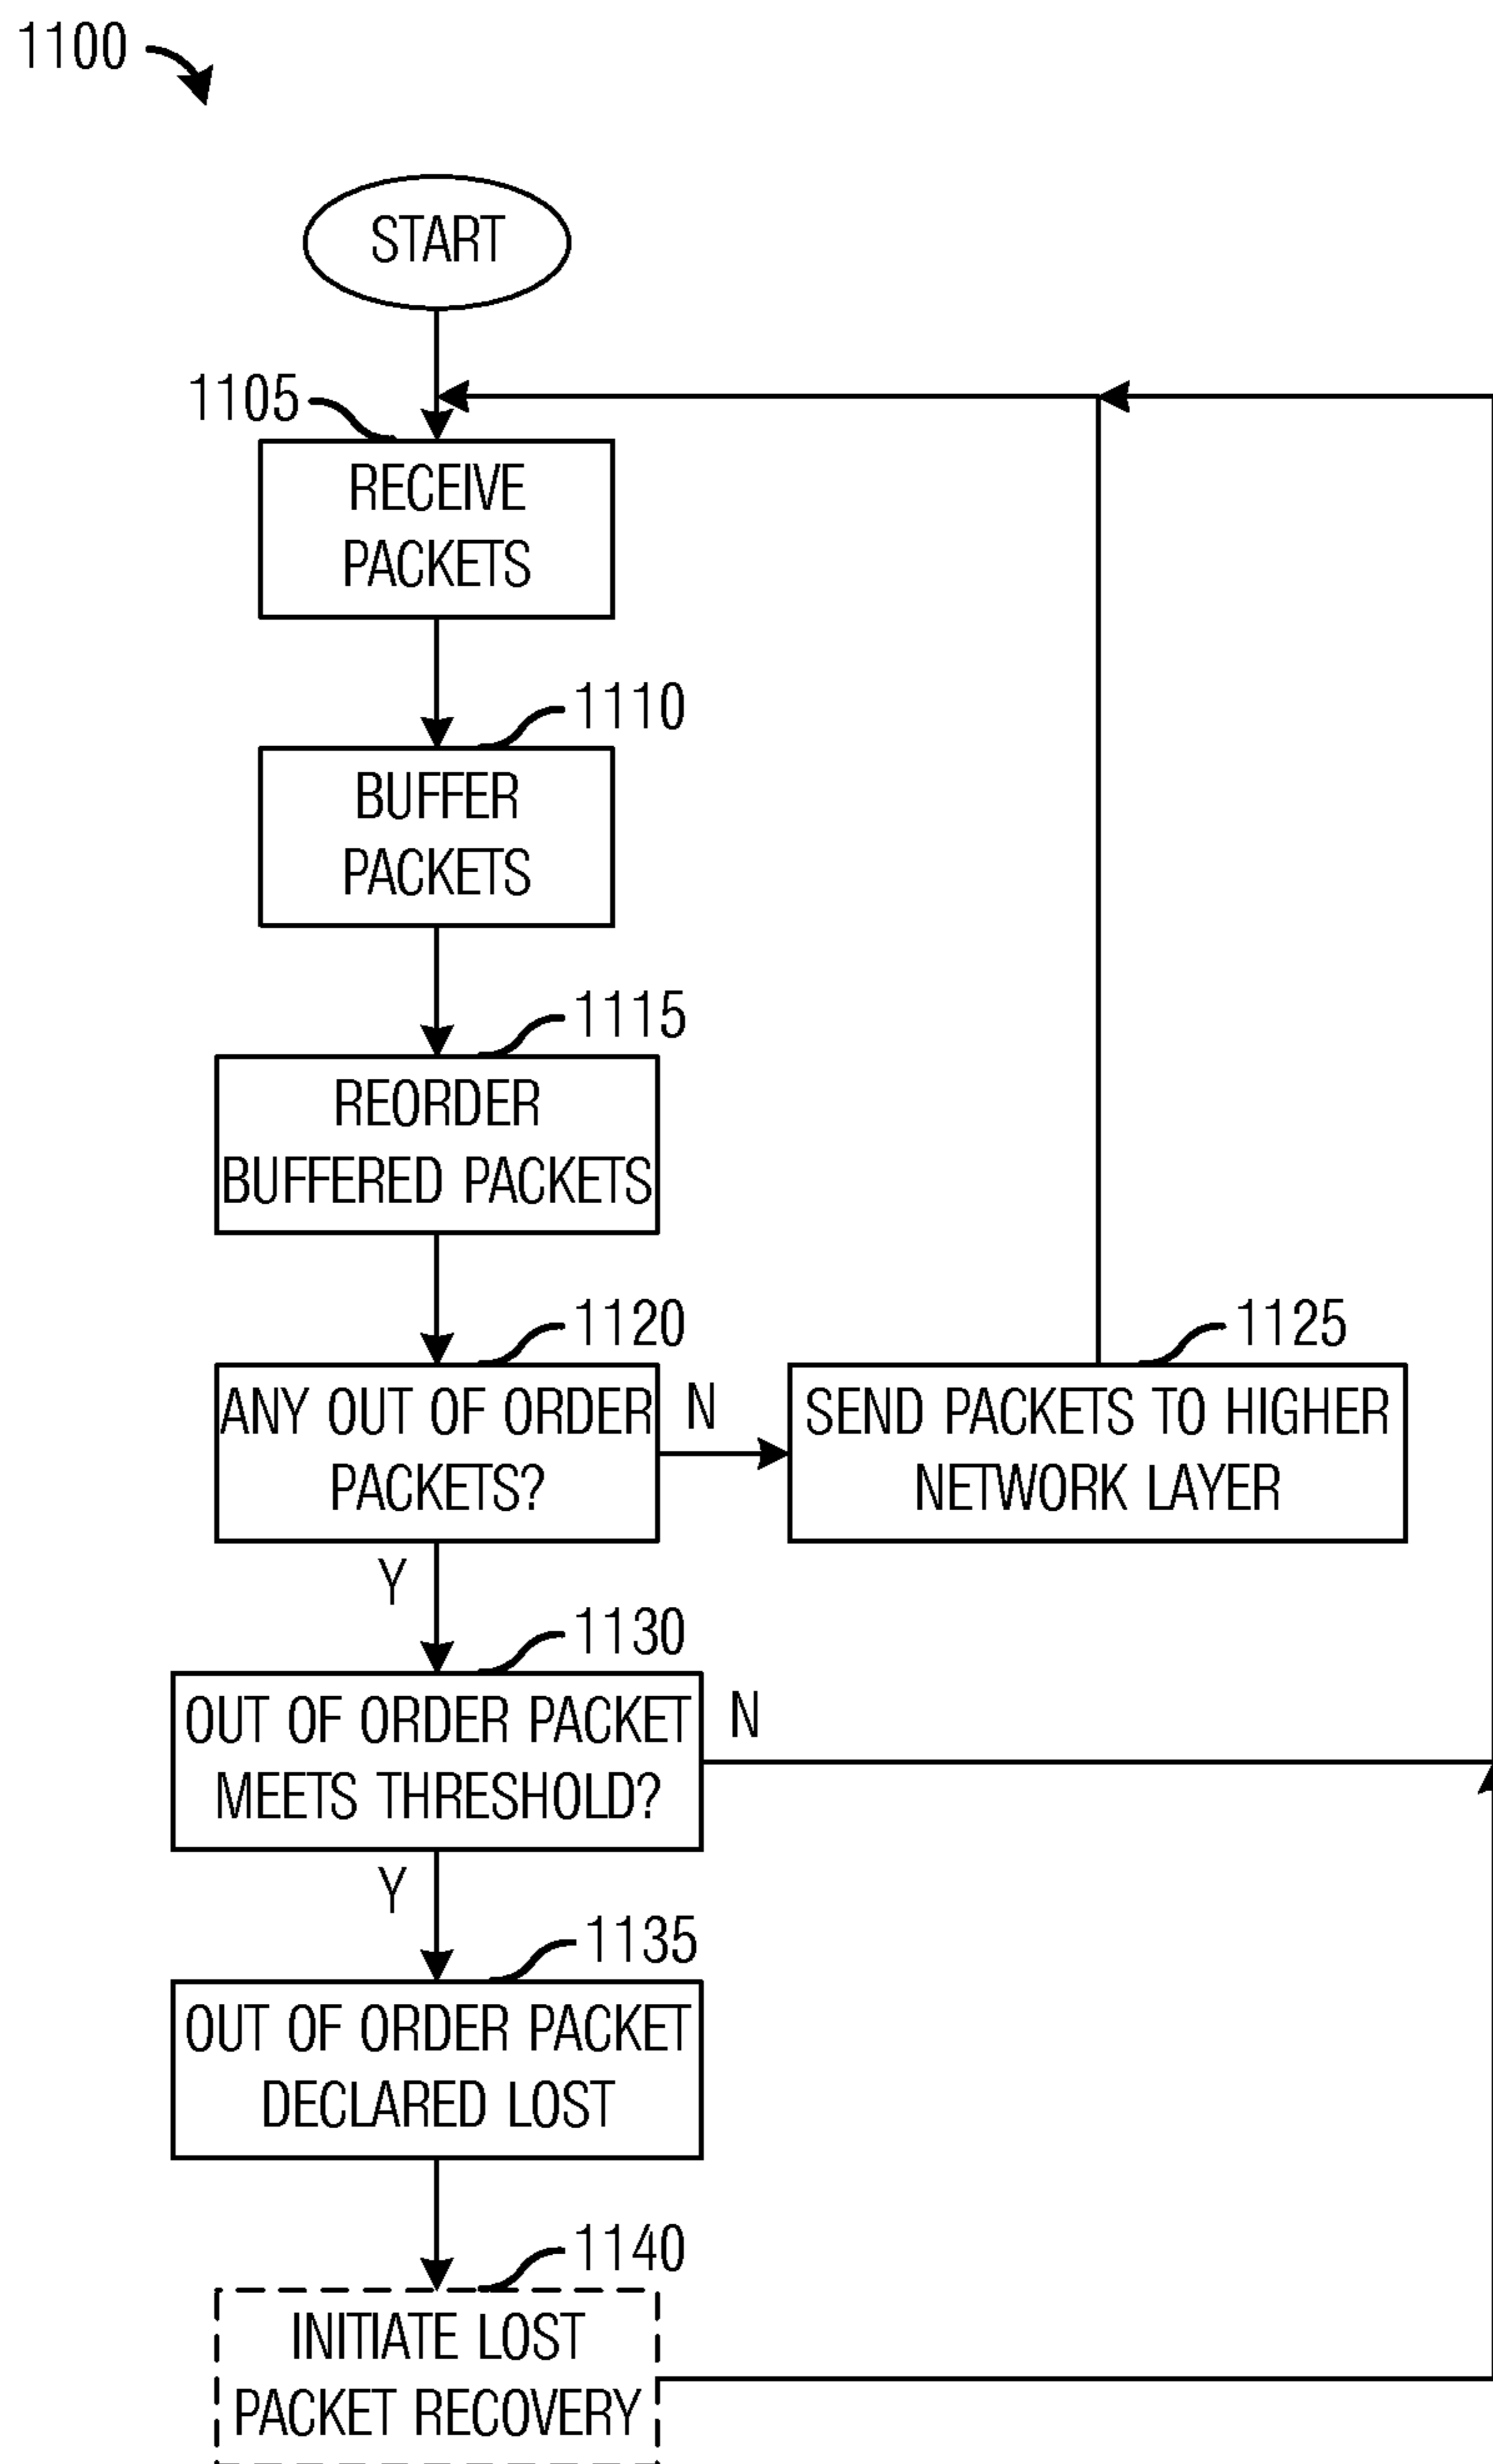 1100
START
1105
RECEIVE
PACKETS
1110
BUFFER
PACKETS
1115
REORDER
BUFFERED PACKETS
1120
ANY OUT OF ORDER
PACKETS?
N
1125
SEND PACKETS TO HIGHER
NETWORK LAYER
Y
1130
OUT OF ORDER PACKET
MEETS THRESHOLD?
N
Y
1135
OUT OF ORDER PACKET
DECLARED LOST
1140
INITIATE LOST
PACKET RECOVERY